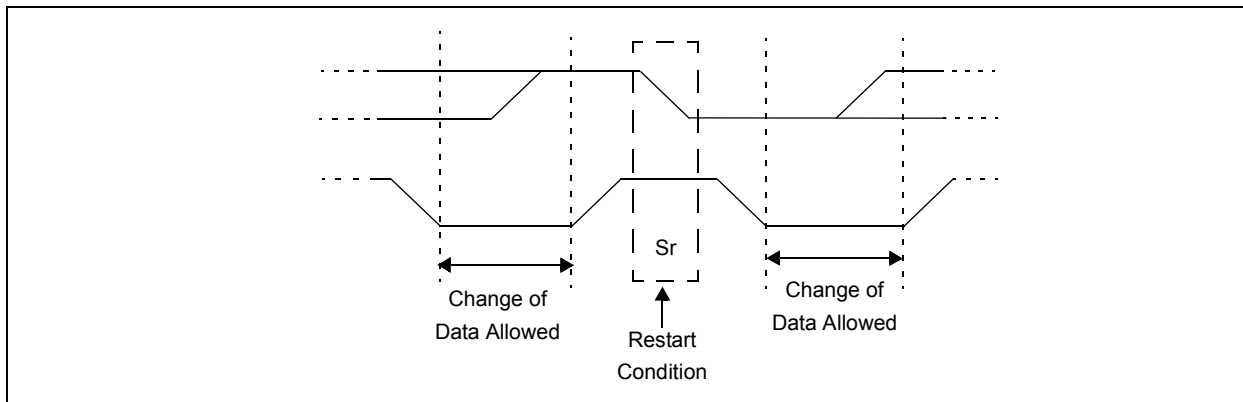 Sr
Change of
Data Allowed
Restart
Condition
Change of
Data Allowed